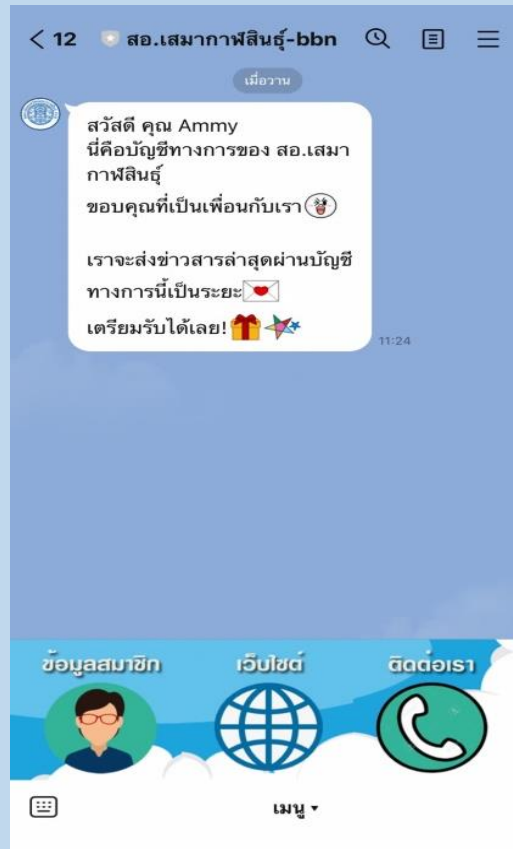 12 สอ.เสมากาฬสินธุ์-bbn
เมื่อวาน
สวัสดี คุณ Ammy
นี่คือบัญชีทางการของ สอ.เสมา
กาฬสินธุ์
ขอบคุณที่เป็นเพื่อนกับเรา
เราจะส่งข่าวสารล่าสุดผ่านบัญชี
ทางการนี้เป็นระยะ
เตรียมรับได้เลย!
11:24
ข้อมูลสมาชิก เว็บไซต์ ติดต่อเรา
เมนู